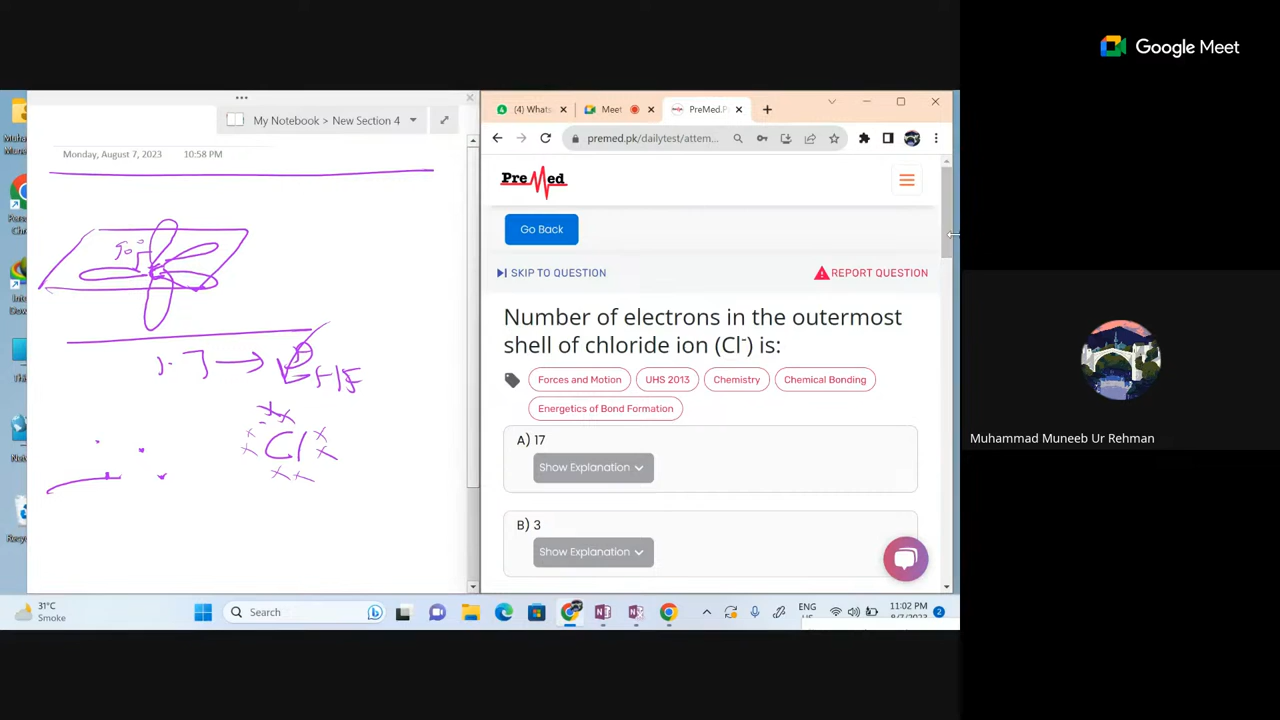 Google Meet
My Notebook > New Section 4
Monday, August 7, 2023 10:58 PM
90°
Cl
(4) Whats
Meet
PreMed.P
premed.pk/dailytest/attem...
PreMed
Go Back
SKIP TO QUESTION
REPORT QUESTION
Number of electrons in the outermost
shell of chloride ion (Cl⁻) is:
Forces and Motion
UHS 2013
Chemistry
Chemical Bonding
Energetics of Bond Formation
A) 17
Show Explanation
B) 3
Show Explanation
Muhammad Muneeb Ur Rehman
31°C
Smoke
Search
ENG
11:02 PM
2